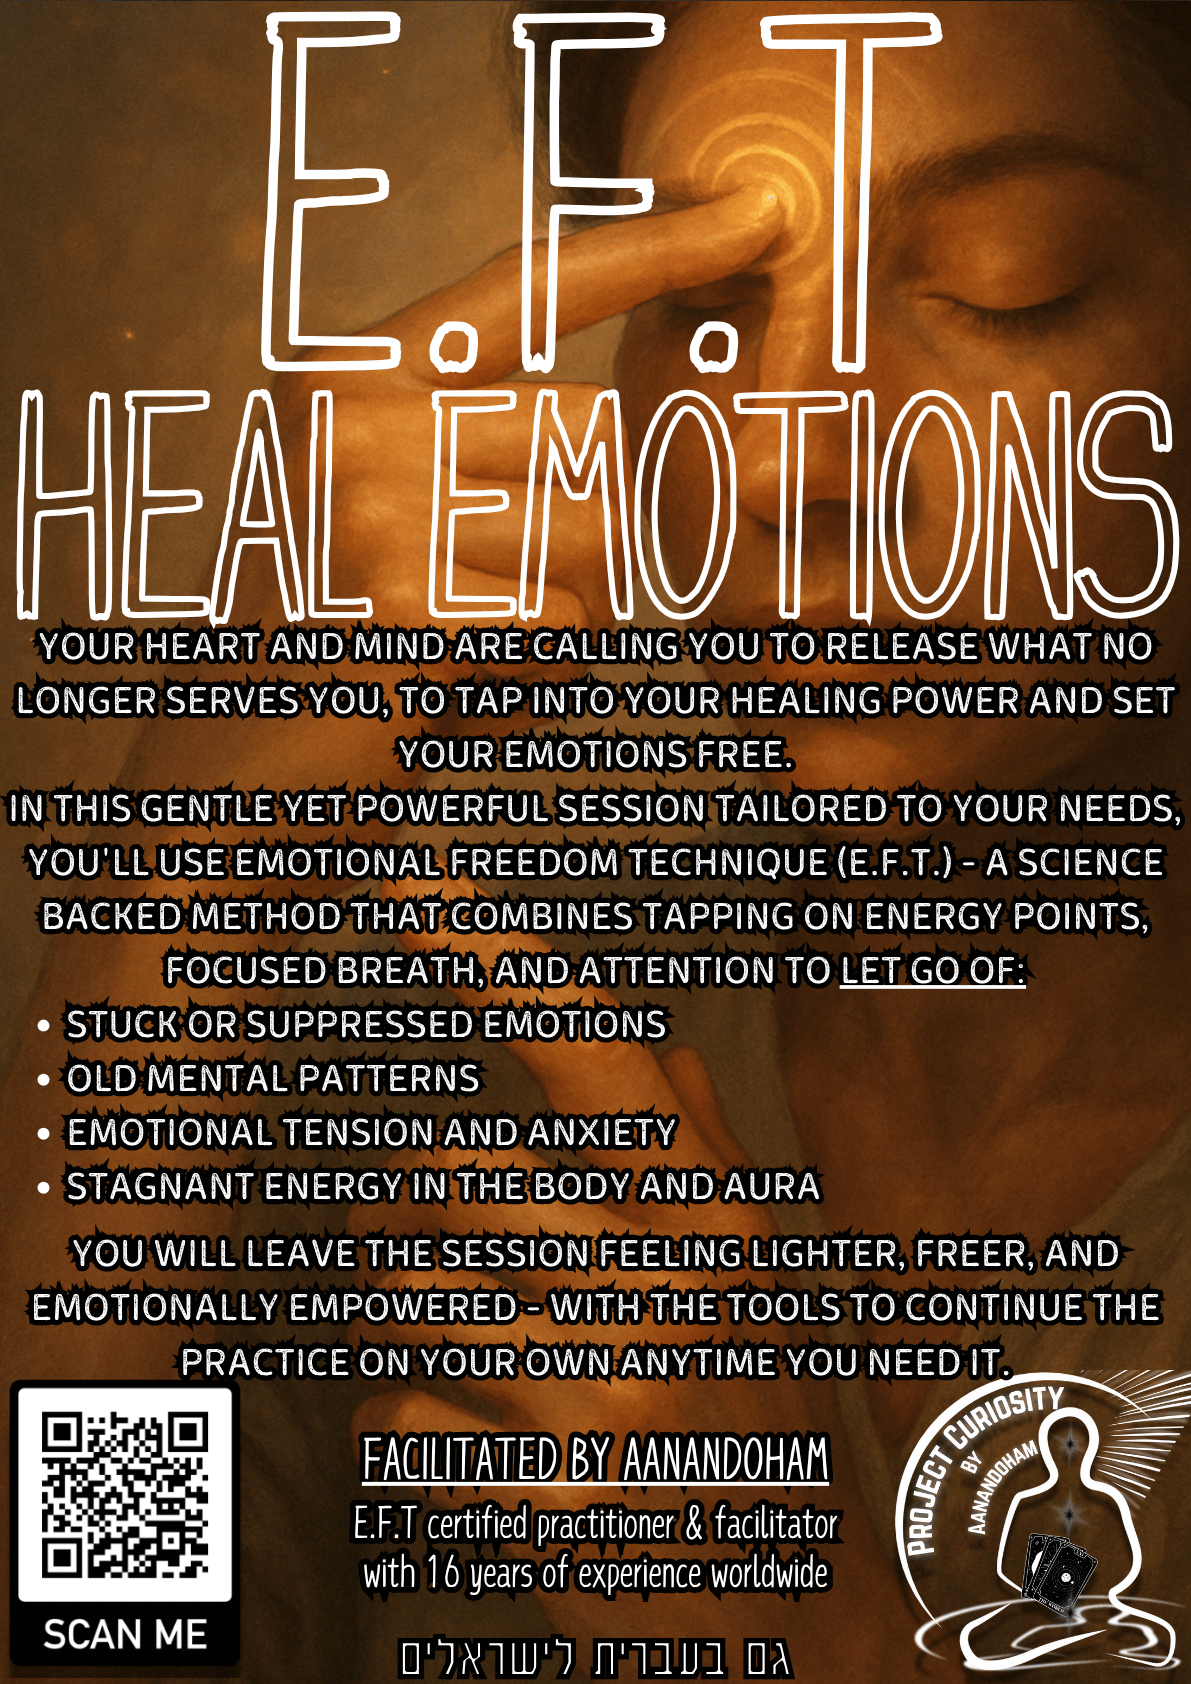 E.F.T
HEAL EMOTIONS
YOUR HEART AND MIND ARE CALLING YOU TO RELEASE WHAT NO
LONGER SERVES YOU, TO TAP INTO YOUR HEALING POWER AND SET
YOUR EMOTIONS FREE.
IN THIS GENTLE YET POWERFUL SESSION TAILORED TO YOUR NEEDS,
YOU'LL USE EMOTIONAL FREEDOM TECHNIQUE (E.F.T.) - A SCIENCE
BACKED METHOD THAT COMBINES TAPPING ON ENERGY POINTS,
FOCUSED BREATH, AND ATTENTION TO LET GO OF:
• STUCK OR SUPPRESSED EMOTIONS
• OLD MENTAL PATTERNS
• EMOTIONAL TENSION AND ANXIETY
• STAGNANT ENERGY IN THE BODY AND AURA
YOU WILL LEAVE THE SESSION FEELING LIGHTER, FREER, AND
EMOTIONALLY EMPOWERED - WITH THE TOOLS TO CONTINUE THE
PRACTICE ON YOUR OWN ANYTIME YOU NEED IT.
FACILITATED BY AANANDOHAM
E.F.T certified practitioner & facilitator
with 16 years of experience worldwide
גם בעברית לישראלים
SCAN ME
PROJECT CURIOSITY
BY
AANANDOHAM
THE WORLD